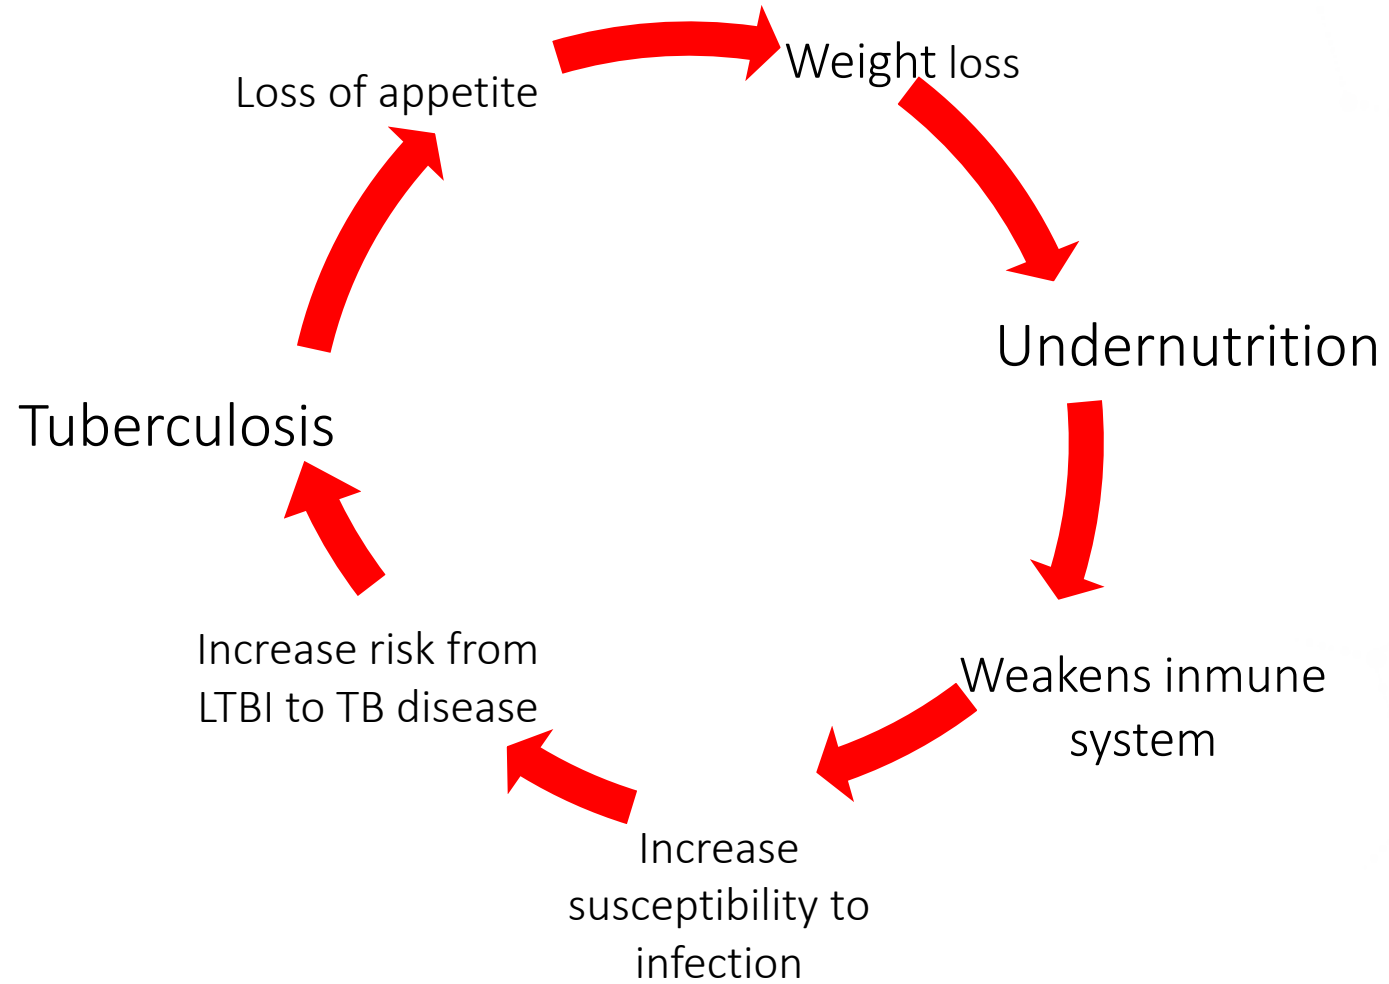 Loss of appetite
Weight loss
Undernutrition
Weakens inmune
system
Increase
susceptibility to
infection
Increase risk from
LTBI to TB disease
Tuberculosis